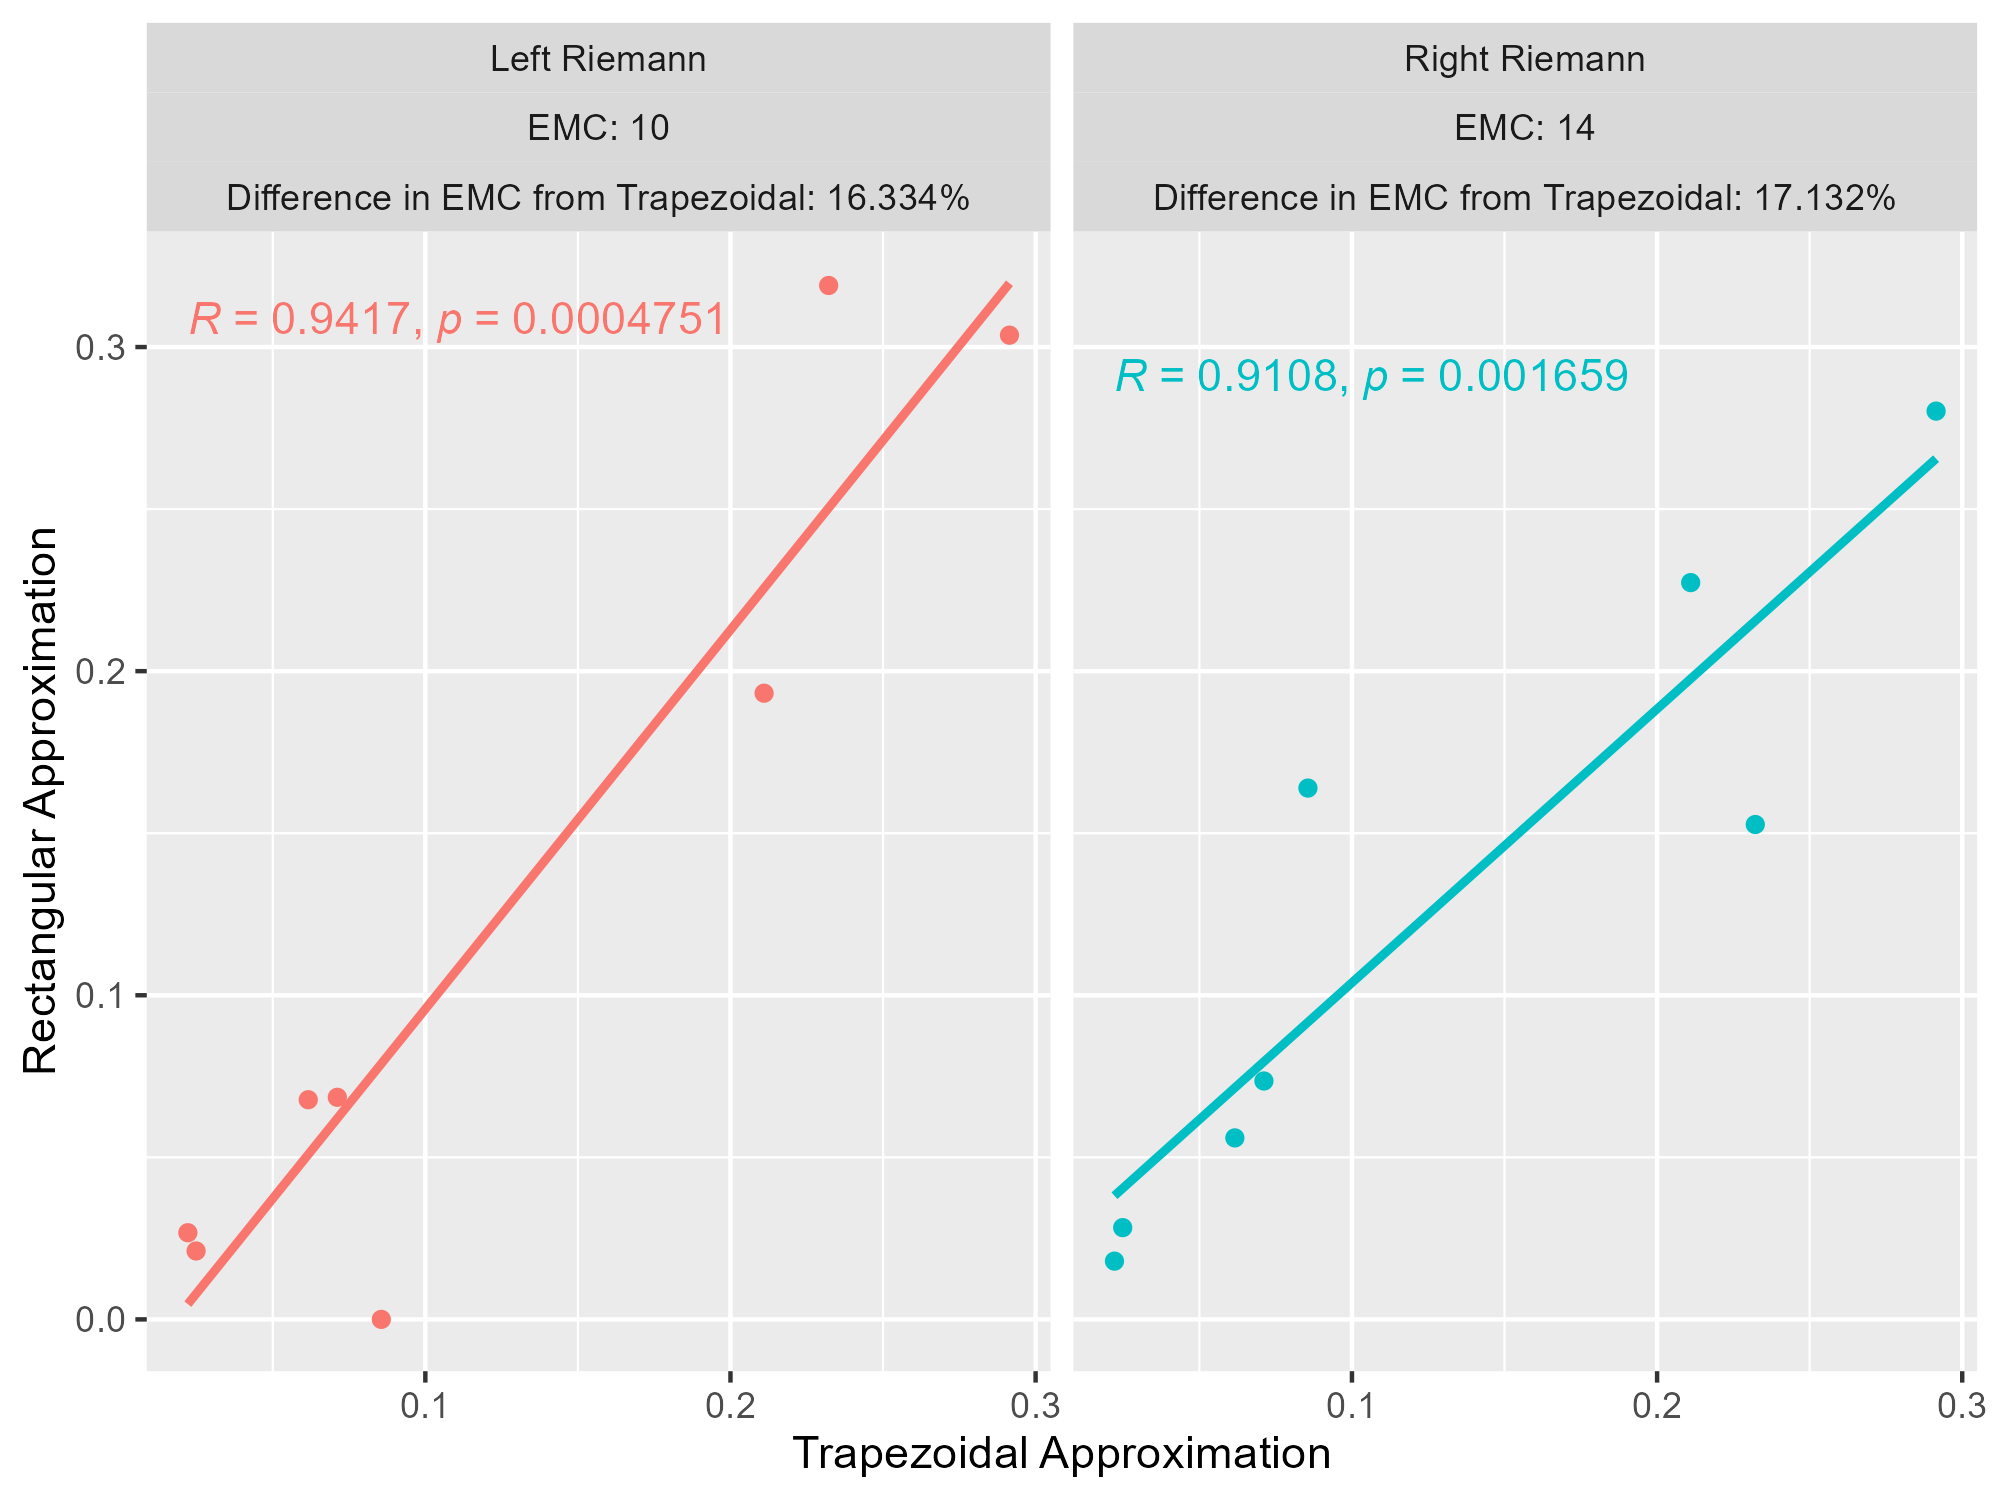 Left Riemann
EMC: 10
Difference in EMC from Trapezoidal: 16.334%
Right Riemann
EMC: 14
Difference in EMC from Trapezoidal: 17.132%
R = 0.9417, p = 0.0004751
R = 0.9108, p = 0.001659
Rectangular Approximation
0.3
0.2
0.1
0.0
0.1
0.2
0.3
0.1
0.2
0.3
Trapezoidal Approximation